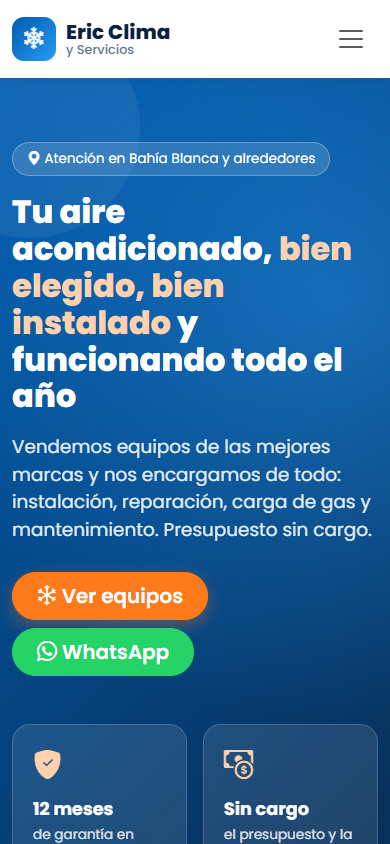 Eric Clima
y Servicios
Atención en Bahía Blanca y alrededores
Tu aire
acondicionado, bien
elegido, bien
instalado y
funcionando todo el
año
Vendemos equipos de las mejores
marcas y nos encargamos de todo:
instalación, reparación, carga de gas y
mantenimiento. Presupuesto sin cargo.
Ver equipos
WhatsApp
12 meses
de garantía en
Sin cargo
el presupuesto y la